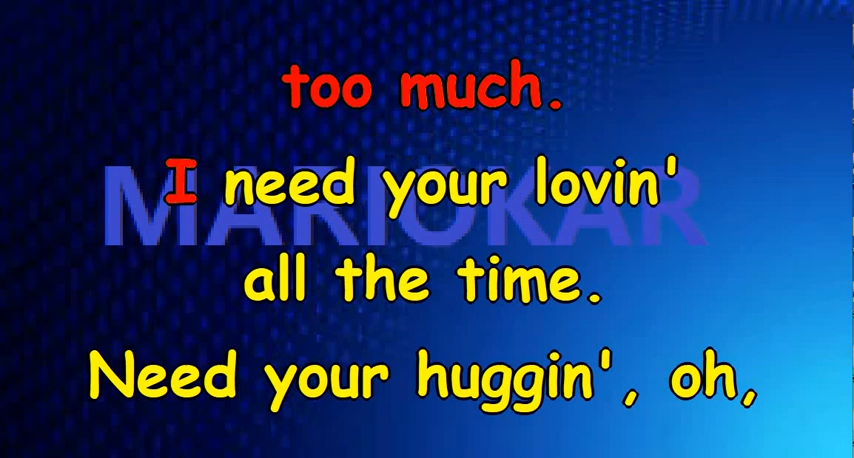 too much.
MARIOKAR
I need your lovin'
all the time.
Need your huggin', oh,